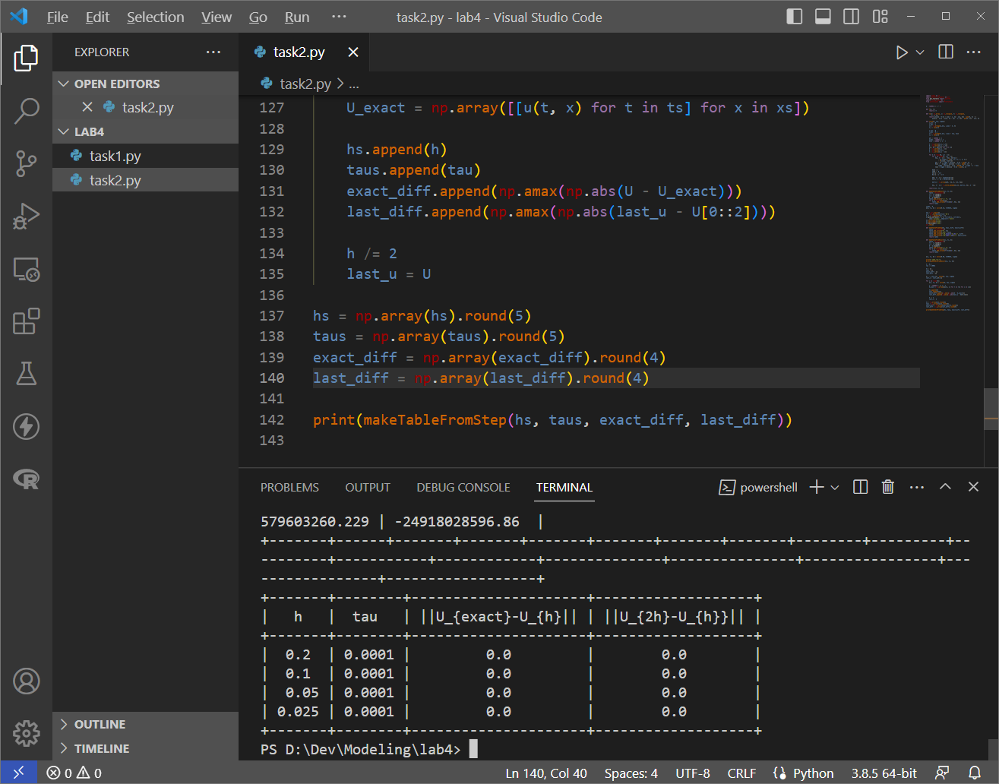 File Edit Selection View Go Run ··· task2.py - lab4 - Visual Studio Code
EXPLORER ···
OPEN EDITORS
task2.py
LAB4
task1.py
task2.py
OUTLINE
TIMELINE
task2.py
task2.py > ...
127 U_exact = np.array([[u(t, x) for t in ts] for x in xs])
128
129 hs.append(h)
130 taus.append(tau)
131 exact_diff.append(np.amax(np.abs(U - U_exact)))
132 last_diff.append(np.amax(np.abs(last_u - U[0::2])))
133
134 h /= 2
135 last_u = U
136
137 hs = np.array(hs).round(5)
138 taus = np.array(taus).round(5)
139 exact_diff = np.array(exact_diff).round(4)
140 last_diff = np.array(last_diff).round(4)
141
142 print(makeTableFromStep(hs, taus, exact_diff, last_diff))
143
PROBLEMS OUTPUT DEBUG CONSOLE TERMINAL powershell
579603260.229 | -24918028596.86 |
+-------+------+-------+-------+-------+-------+-------+-------+--------+---------+--
--------+-----------+------------+--------------+---------------+----------------+---
--------------+------------------+
+-------+--------+---------------------+-------------------+
| h | tau | ||U_{exact}-U_{h}|| | ||U_{2h}-U_{h}}|| |
+-------+--------+---------------------+-------------------+
| 0.2 | 0.0001 | 0.0 | 0.0 |
| 0.1 | 0.0001 | 0.0 | 0.0 |
| 0.05 | 0.0001 | 0.0 | 0.0 |
| 0.025 | 0.0001 | 0.0 | 0.0 |
+-------+--------+---------------------+-------------------+
PS D:\Dev\Modeling\lab4>
0 0 Ln 140, Col 40 Spaces: 4 UTF-8 CRLF Python 3.8.5 64-bit